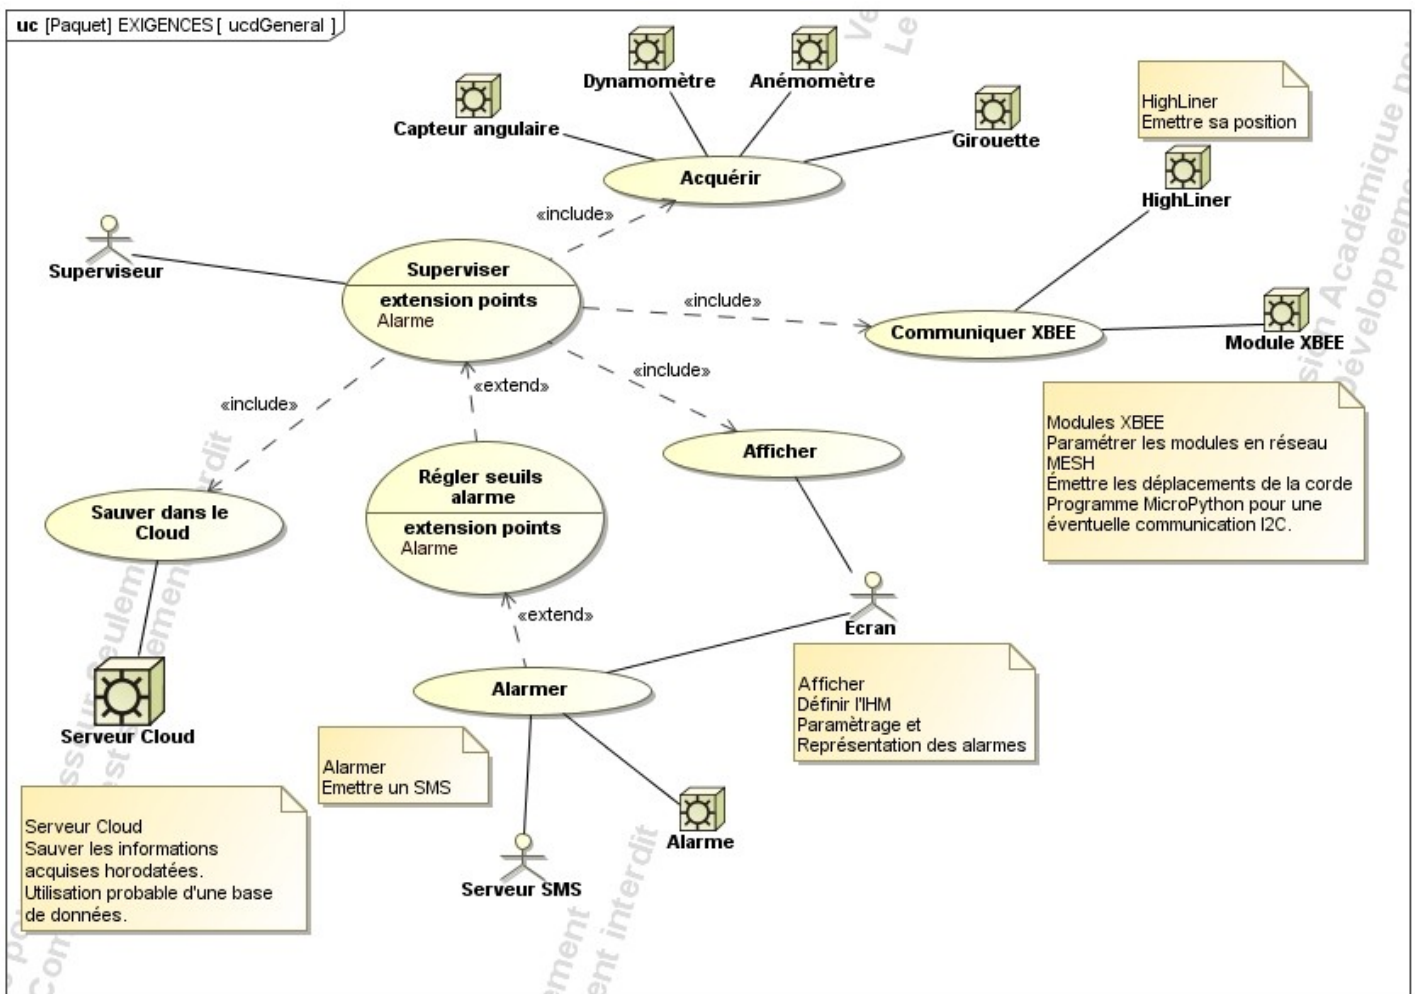 uc [Paquet] EXIGENCES [ ucdGeneral ]
Dynamomètre
Anémomètre
Capteur angulaire
Girouette
HighLiner
Emettre sa position
Acquérir
HighLiner
«include»
Superviseur
Superviser
extension points
Alarme
«include»
Communiquer XBEE
Module XBEE
«include»
«extend»
«include»
Modules XBEE
Paramétrer les modules en réseau
MESH
Émettre les déplacements de la corde
Programme MicroPython pour une
éventuelle communication I2C.
Afficher
Régler seuils
alarme
extension points
Alarme
Sauver dans le
Cloud
«extend»
Ecran
Afficher
Définir l'IHM
Paramètrage et
Représentation des alarmes
Alarmer
Serveur Cloud
Alarmer
Emettre un SMS
Serveur Cloud
Sauver les informations
acquises horodatées.
Utilisation probable d'une base
de données.
Alarme
Serveur SMS